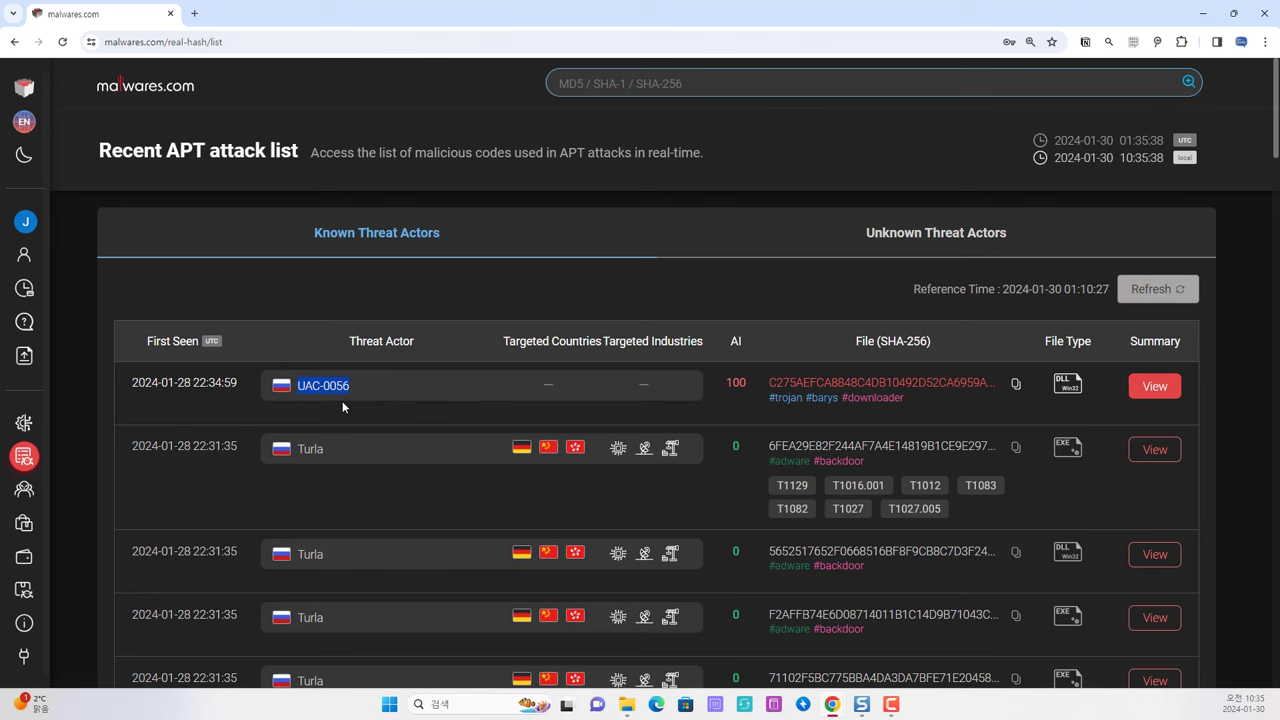 malwares.com
malwares.com/real-hash/list
EN
J
malwares.com
MD5 / SHA-1 / SHA-256
Recent APT attack list
Access the list of malicious codes used in APT attacks in real-time.
2024-01-30 01:35:38 UTC
2024-01-30 10:35:38 local
Known Threat Actors
Unknown Threat Actors
Reference Time : 2024-01-30 01:10:27
Refresh
First Seen UTC Threat Actor Targeted Countries Targeted Industries AI File (SHA-256) File Type Summary
2024-01-28 22:34:59 UAC-0056 — — 100 C275AEFCA8848C4DB10492D52CA6959A... DLL Win32 View
#trojan #barys #downloader
2024-01-28 22:31:35 Turla 0 6FEA29E82F244AF7A4E14819B1CE9E297... EXE View
#adware #backdoor
T1129 T1016.001 T1012 T1083
T1082 T1027 T1027.005
2024-01-28 22:31:35 Turla 0 5652517652F0668516BF8F9CB8C7D3F24... DLL Win32 View
#adware #backdoor
2024-01-28 22:31:35 Turla 0 F2AFFB74E6D08714011B1C14D9B71043C... EXE View
#adware #backdoor
2024-01-28 22:31:35 Turla 0 71102F5BC775BBA4DA3DA7BFE71E20458... EXE View
1
2°C
맑음
검색
오전 10:35
2024-01-30